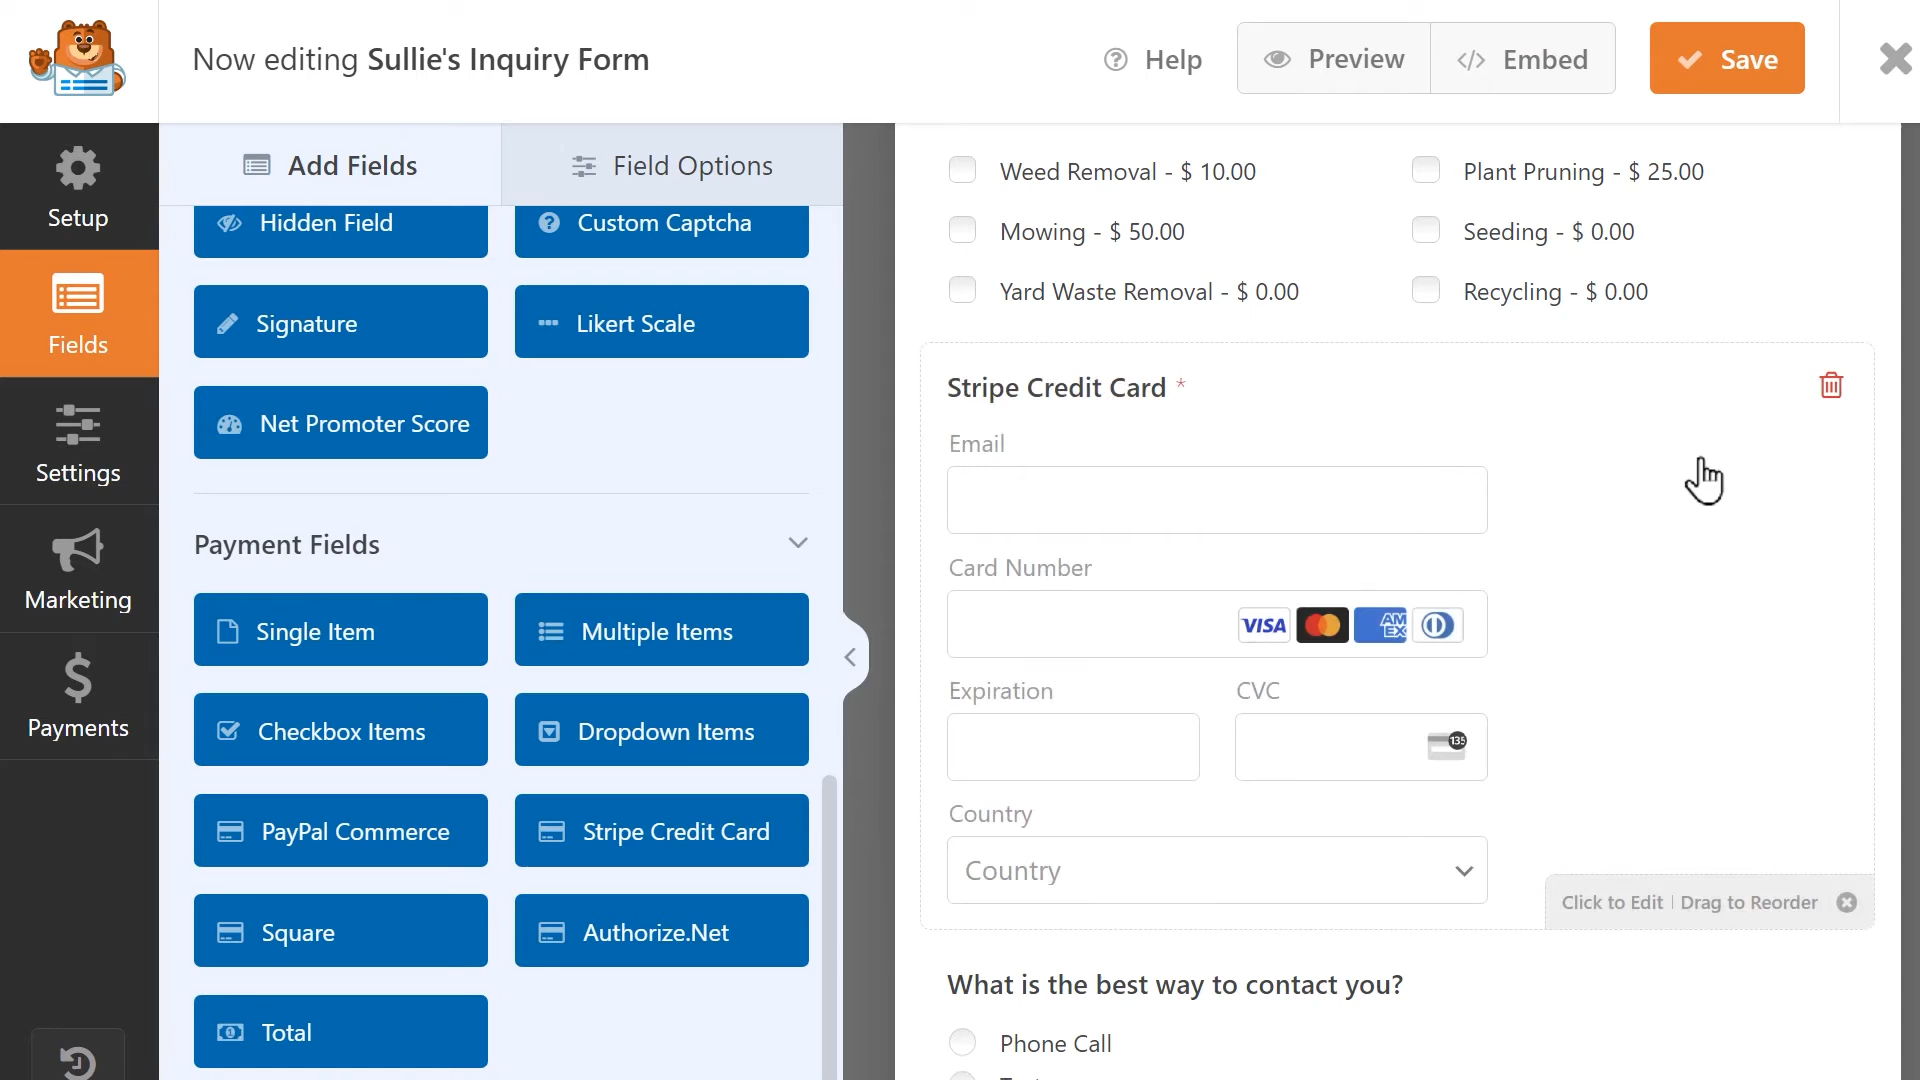 Now editing Sullie's Inquiry Form
Help
Preview
Embed
Save
Setup
Fields
Settings
Marketing
Payments
Add Fields
Field Options
Hidden Field
Custom Captcha
Signature
Likert Scale
Net Promoter Score
Payment Fields
Single Item
Multiple Items
Checkbox Items
Dropdown Items
PayPal Commerce
Stripe Credit Card
Square
Authorize.Net
Total
Weed Removal - $ 10.00
Plant Pruning - $ 25.00
Mowing - $ 50.00
Seeding - $ 0.00
Yard Waste Removal - $ 0.00
Recycling - $ 0.00
Stripe Credit Card *
Email
Card Number
VISA
AM
EX
Expiration
CVC
135
Country
Country
Click to Edit | Drag to Reorder
What is the best way to contact you?
Phone Call